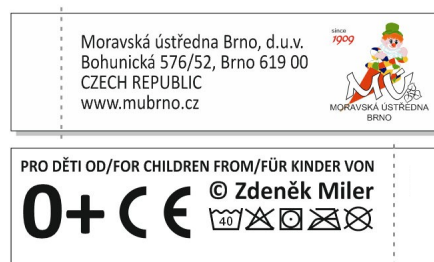 Moravská ústředna Brno, d.u.v.
Bohunická 576/52, Brno 619 00
CZECH REPUBLIC
www.mubrno.cz
since
1909
MÚ
MORAVSKÁ ÚSTŘEDNA
BRNO
PRO DĚTI OD/FOR CHILDREN FROM/FÜR KINDER VON
0+ CE
© Zdeněk Miler
40